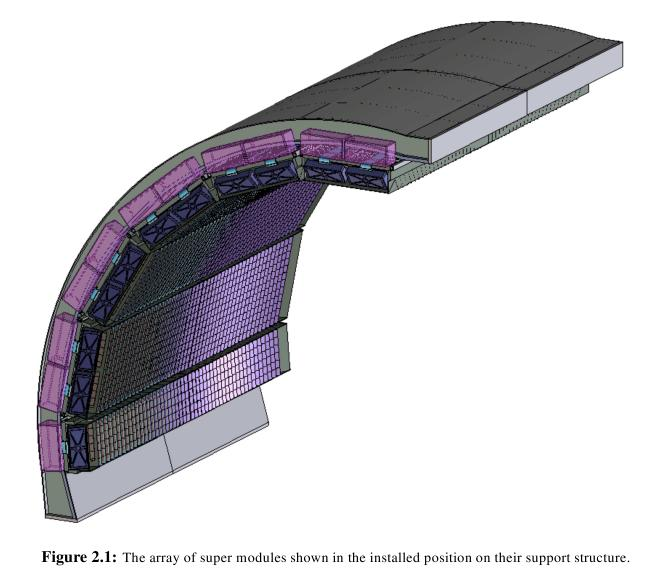 Figure 2.1: The array of super modules shown in the installed position on their support structure.